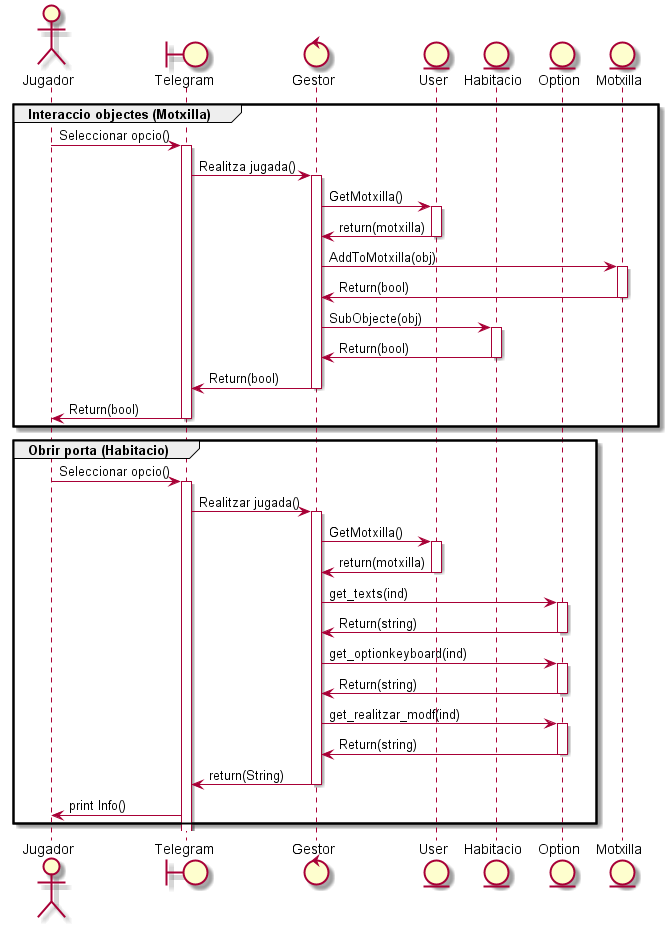 Jugador Telegram Gestor User Habitacio Option Motxilla
Interaccio objectes (Motxilla)
Seleccionar opcio()
Realitza jugada()
GetMotxilla()
return(motxilla)
AddToMotxilla(obj)
Return(bool)
SubObjecte(obj)
Return(bool)
Return(bool)
Return(bool)
Obrir porta (Habitacio)
Seleccionar opcio()
Realitzar jugada()
GetMotxilla()
return(motxilla)
get_texts(ind)
Return(string)
get_optionkeyboard(ind)
Return(string)
get_realitzar_modf(ind)
Return(string)
return(String)
print Info()
Jugador Telegram Gestor User Habitacio Option Motxilla